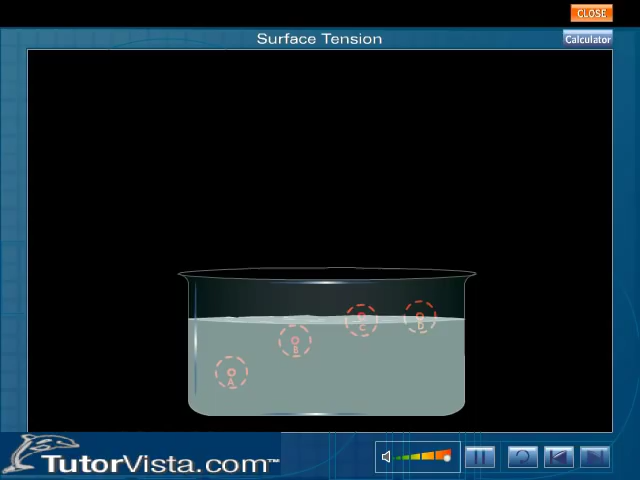 CLOSE
Surface Tension
Calculator
C
D
B
A
TutorVista.com™